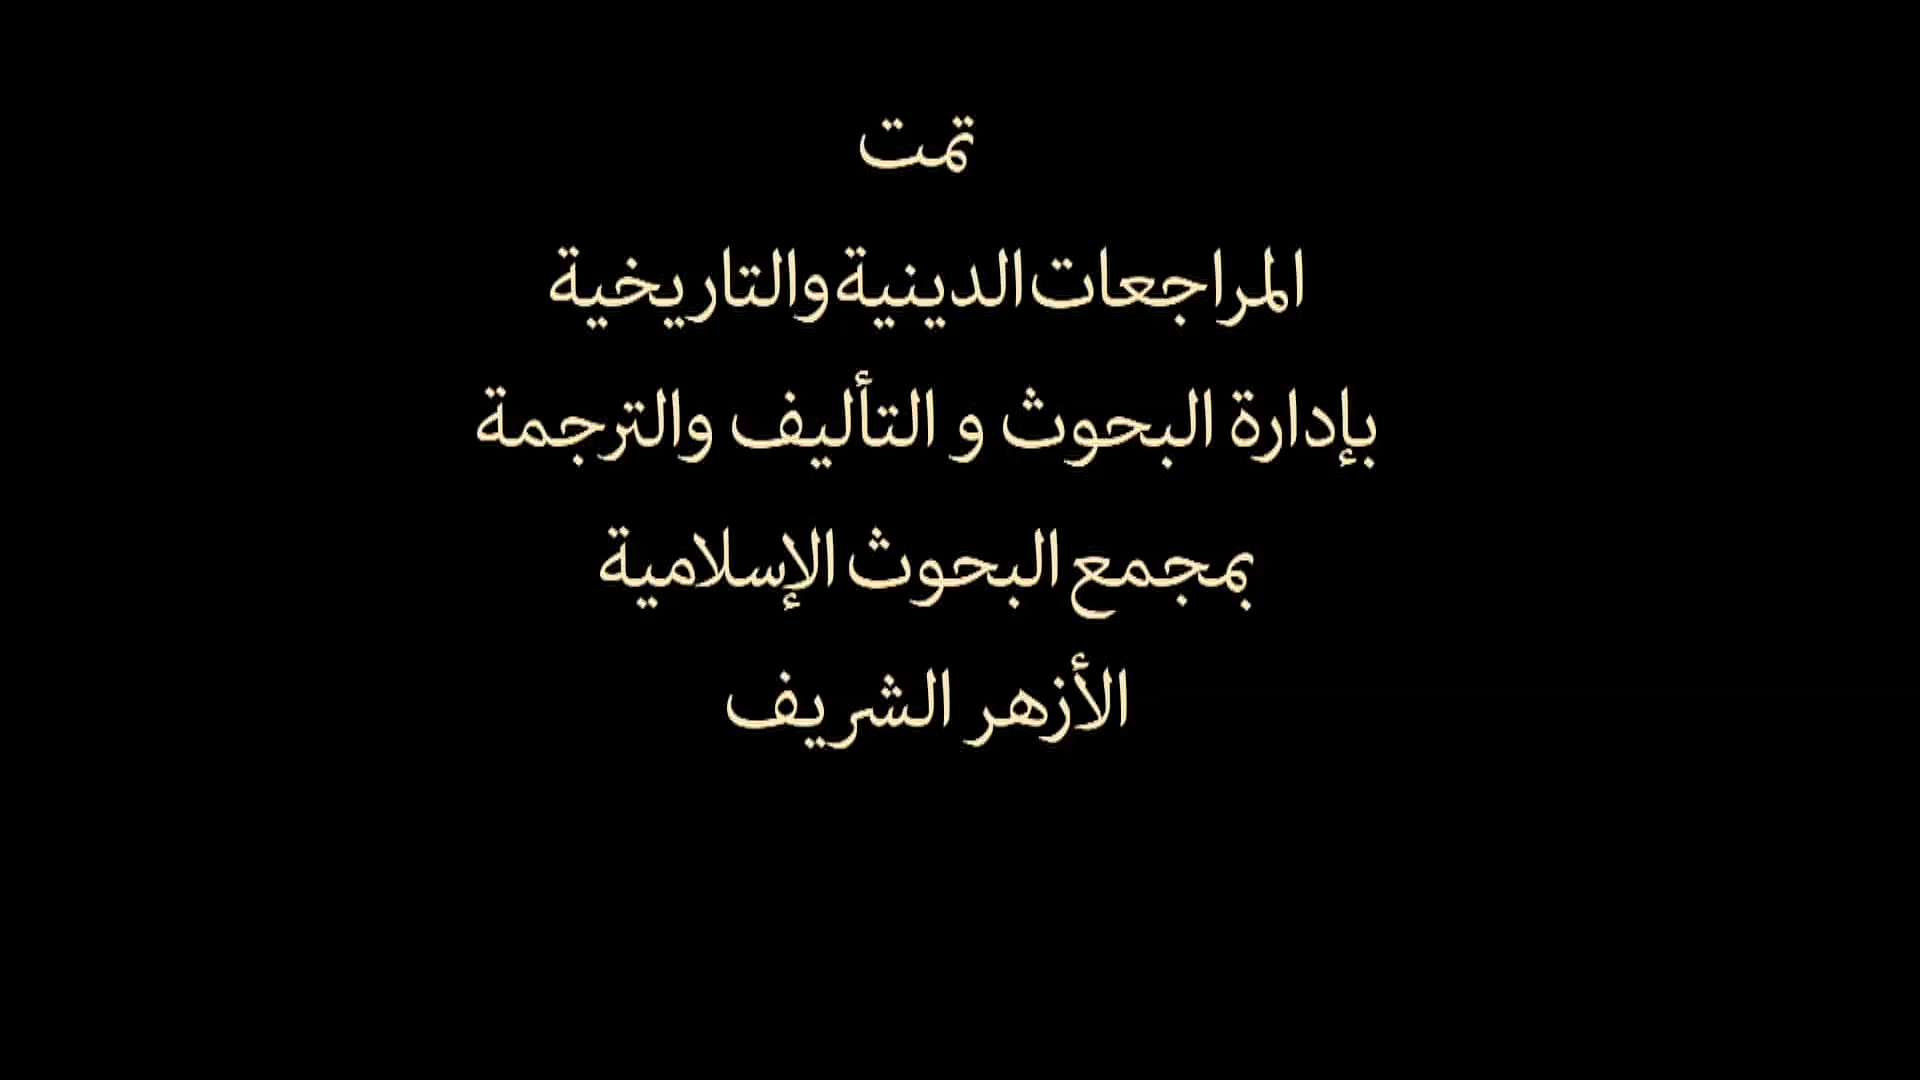 تمت
المراجعات الدينية والتاريخية
بإدارة البحوث و التأليف والترجمة
بمجمع البحوث الإسلامية
الأزهر الشريف